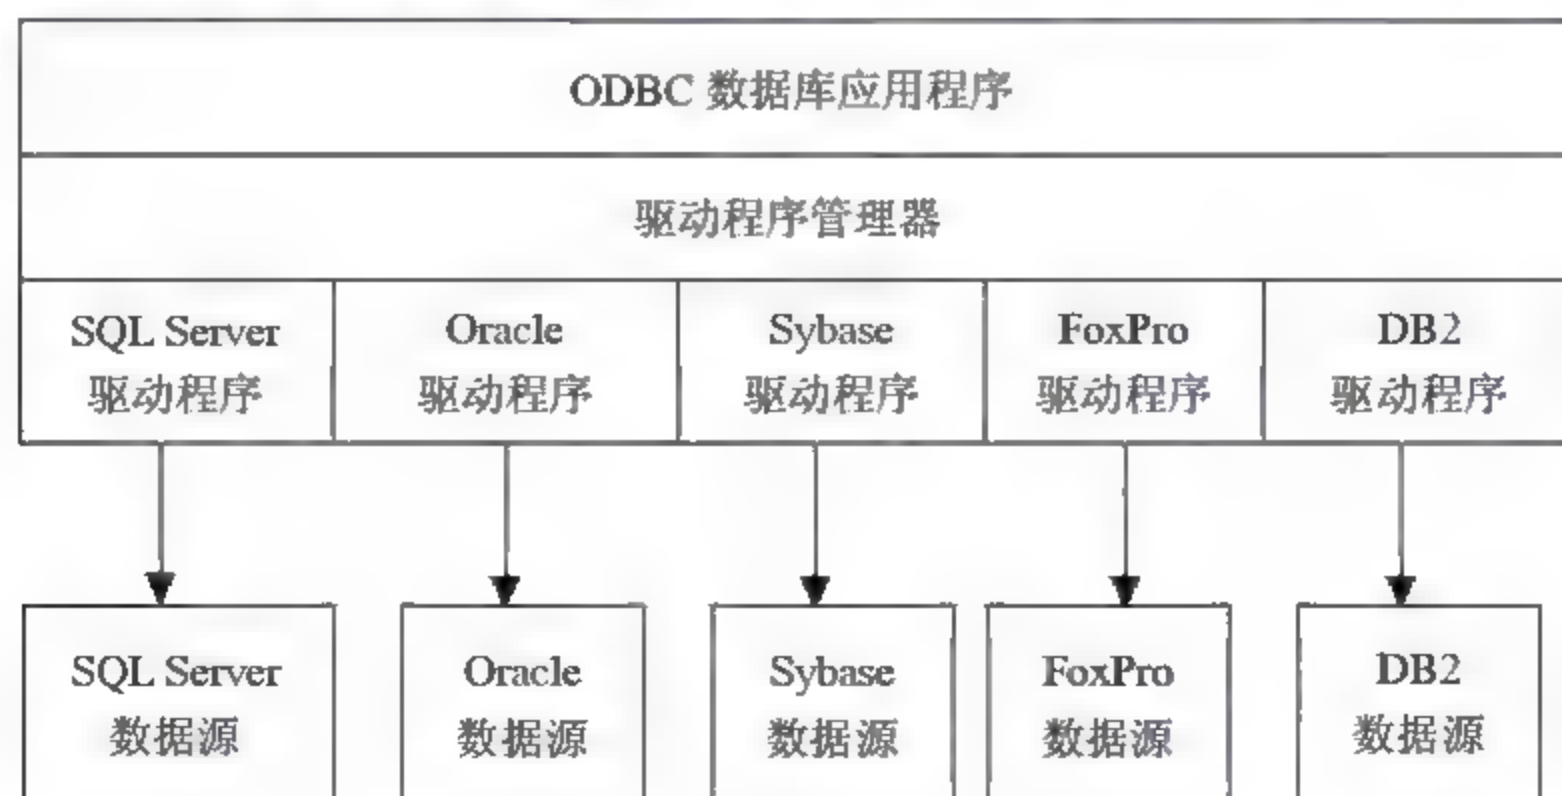 ODBC 数据库应用程序
驱动程序管理器
SQL Server
驱动程序
Oracle
驱动程序
Sybase
驱动程序
FoxPro
驱动程序
DB2
驱动程序
SQL Server
数据源
Oracle
数据源
Sybase
数据源
FoxPro
数据源
DB2
数据源